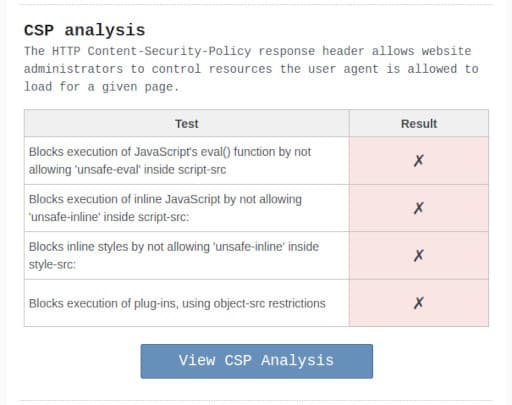 CSP analysis
The HTTP Content-Security-Policy response header allows website
administrators to control resources the user agent is allowed to
load for a given page.
Test Result
Blocks execution of JavaScript's eval() function by not
allowing 'unsafe-eval' inside script-src ✗
Blocks execution of inline JavaScript by not allowing
'unsafe-inline' inside script-src: ✗
Blocks inline styles by not allowing 'unsafe-inline' inside
style-src: ✗
Blocks execution of plug-ins, using object-src restrictions ✗
View CSP Analysis